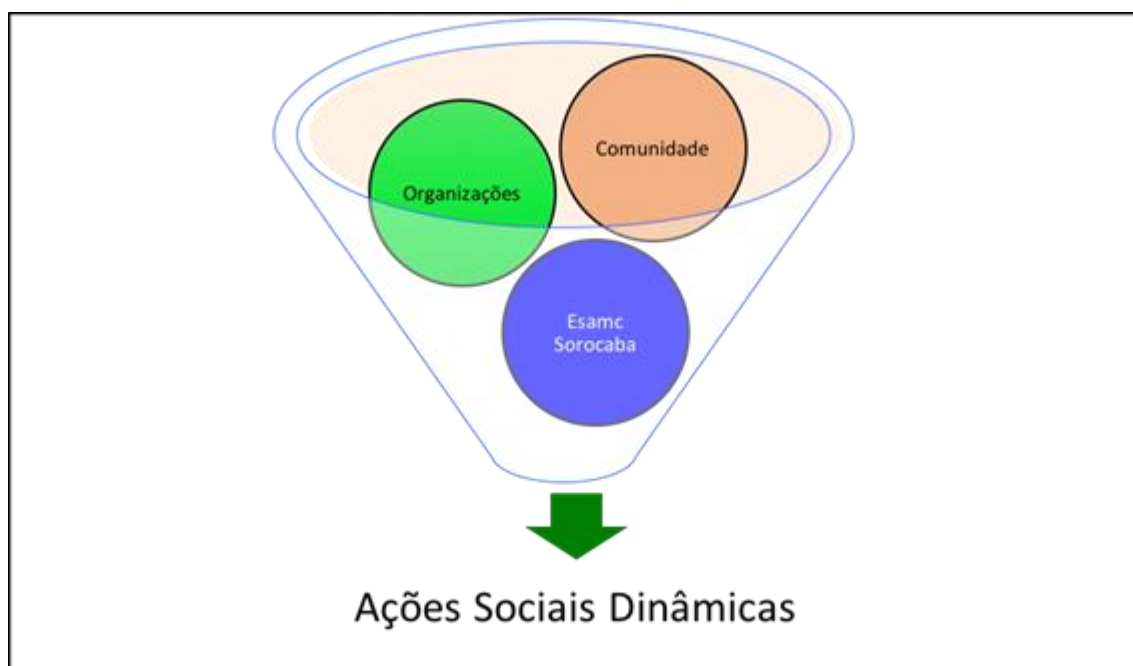 Comunidade
Organizações
Esamc
Sorocaba
Ações Sociais Dinâmicas